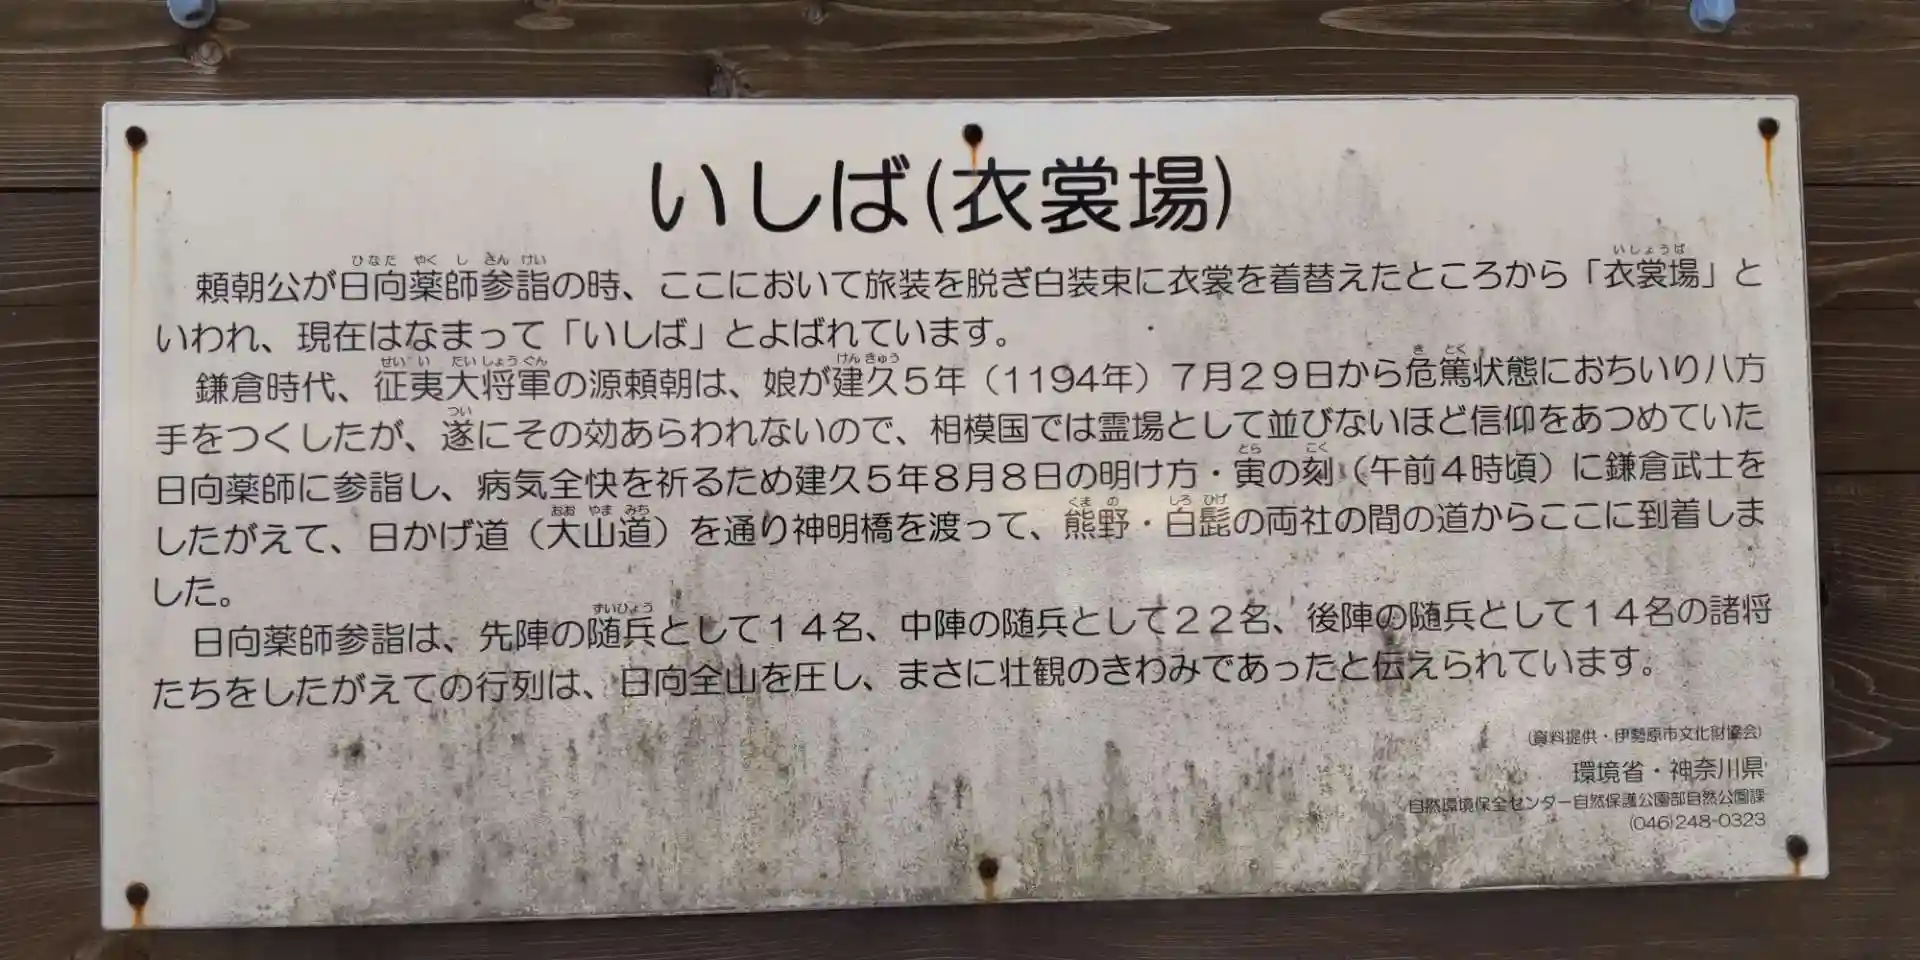 いしば(衣裳場)
頼朝公が日向薬師参詣の時、ここにおいて旅装を脱ぎ白装束に衣裳を着替えたところから「衣裳場」と
いわれ、現在はなまって「いしば」とよばれています。
鎌倉時代、征夷大将軍の源頼朝は、娘が建久5年（1194年）7月29日から危篤状態におちいり八方
手をつくしたが、遂にその効あらわれないので、相模国では霊場として並びないほど信仰をあつめていた
日向薬師に参詣し、病気全快を祈るため建久5年8月8日の明け方・寅の刻（午前4時頃）に鎌倉武士を
したがえて、日かげ道（大山道）を通り神明橋を渡って、熊野・白髭の両社の間の道からここに到着しま
した。
日向薬師参詣は、先陣の随兵として14名、中陣の随兵として22名、後陣の随兵として14名の諸将
たちをしたがえての行列は、日向全山を圧し、まさに壮観のきわみであったと伝えられています。
(資料提供・伊勢原市文化財協会)
環境省・神奈川県
自然環境保全センター自然保護公園部自然公園課
(046)248-0323